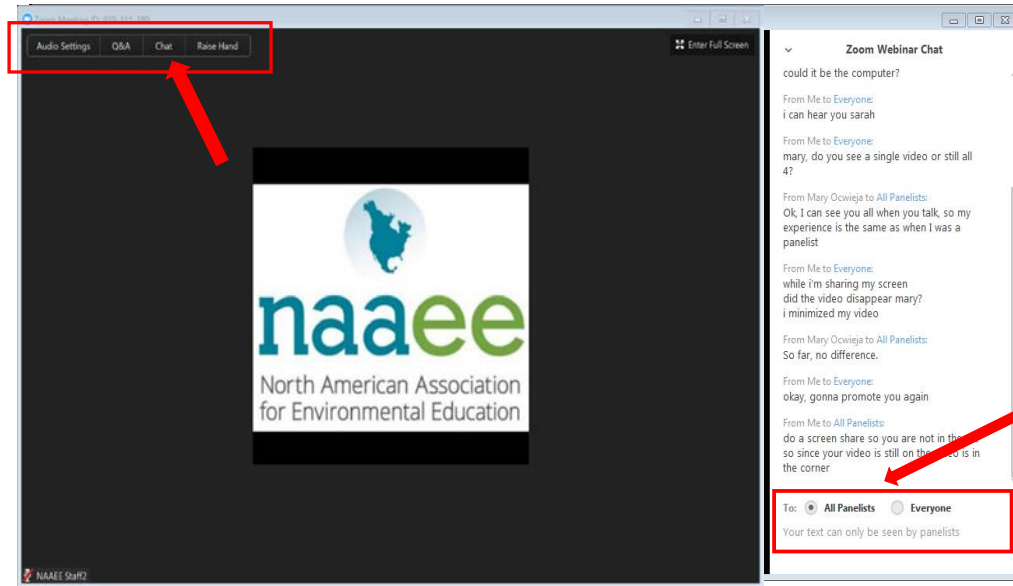 Zoom Meeting ID: 
Audio Settings Q&A Chat Raise Hand
Enter Full Screen
naaee
North American Association
for Environmental Education
NAAEE Staff2
Zoom Webinar Chat
could it be the computer?
From Me to Everyone:
i can hear you sarah
From Me to Everyone:
mary, do you see a single video or still all
4?
From Mary Ocwieja to All Panelists:
Ok, I can see you all when you talk, so my
experience is the same as when I was a
panelist
From Me to Everyone:
while i'm sharing my screen
did the video disappear mary?
i minimized my video
From Mary Ocwieja to All Panelists:
So far, no difference.
From Me to Everyone:
okay, gonna promote you again
From Me to All Panelists:
do a screen share so you are not in the
so since your video is still on the video is in
the corner
To: All Panelists Everyone
Your text can only be seen by panelists